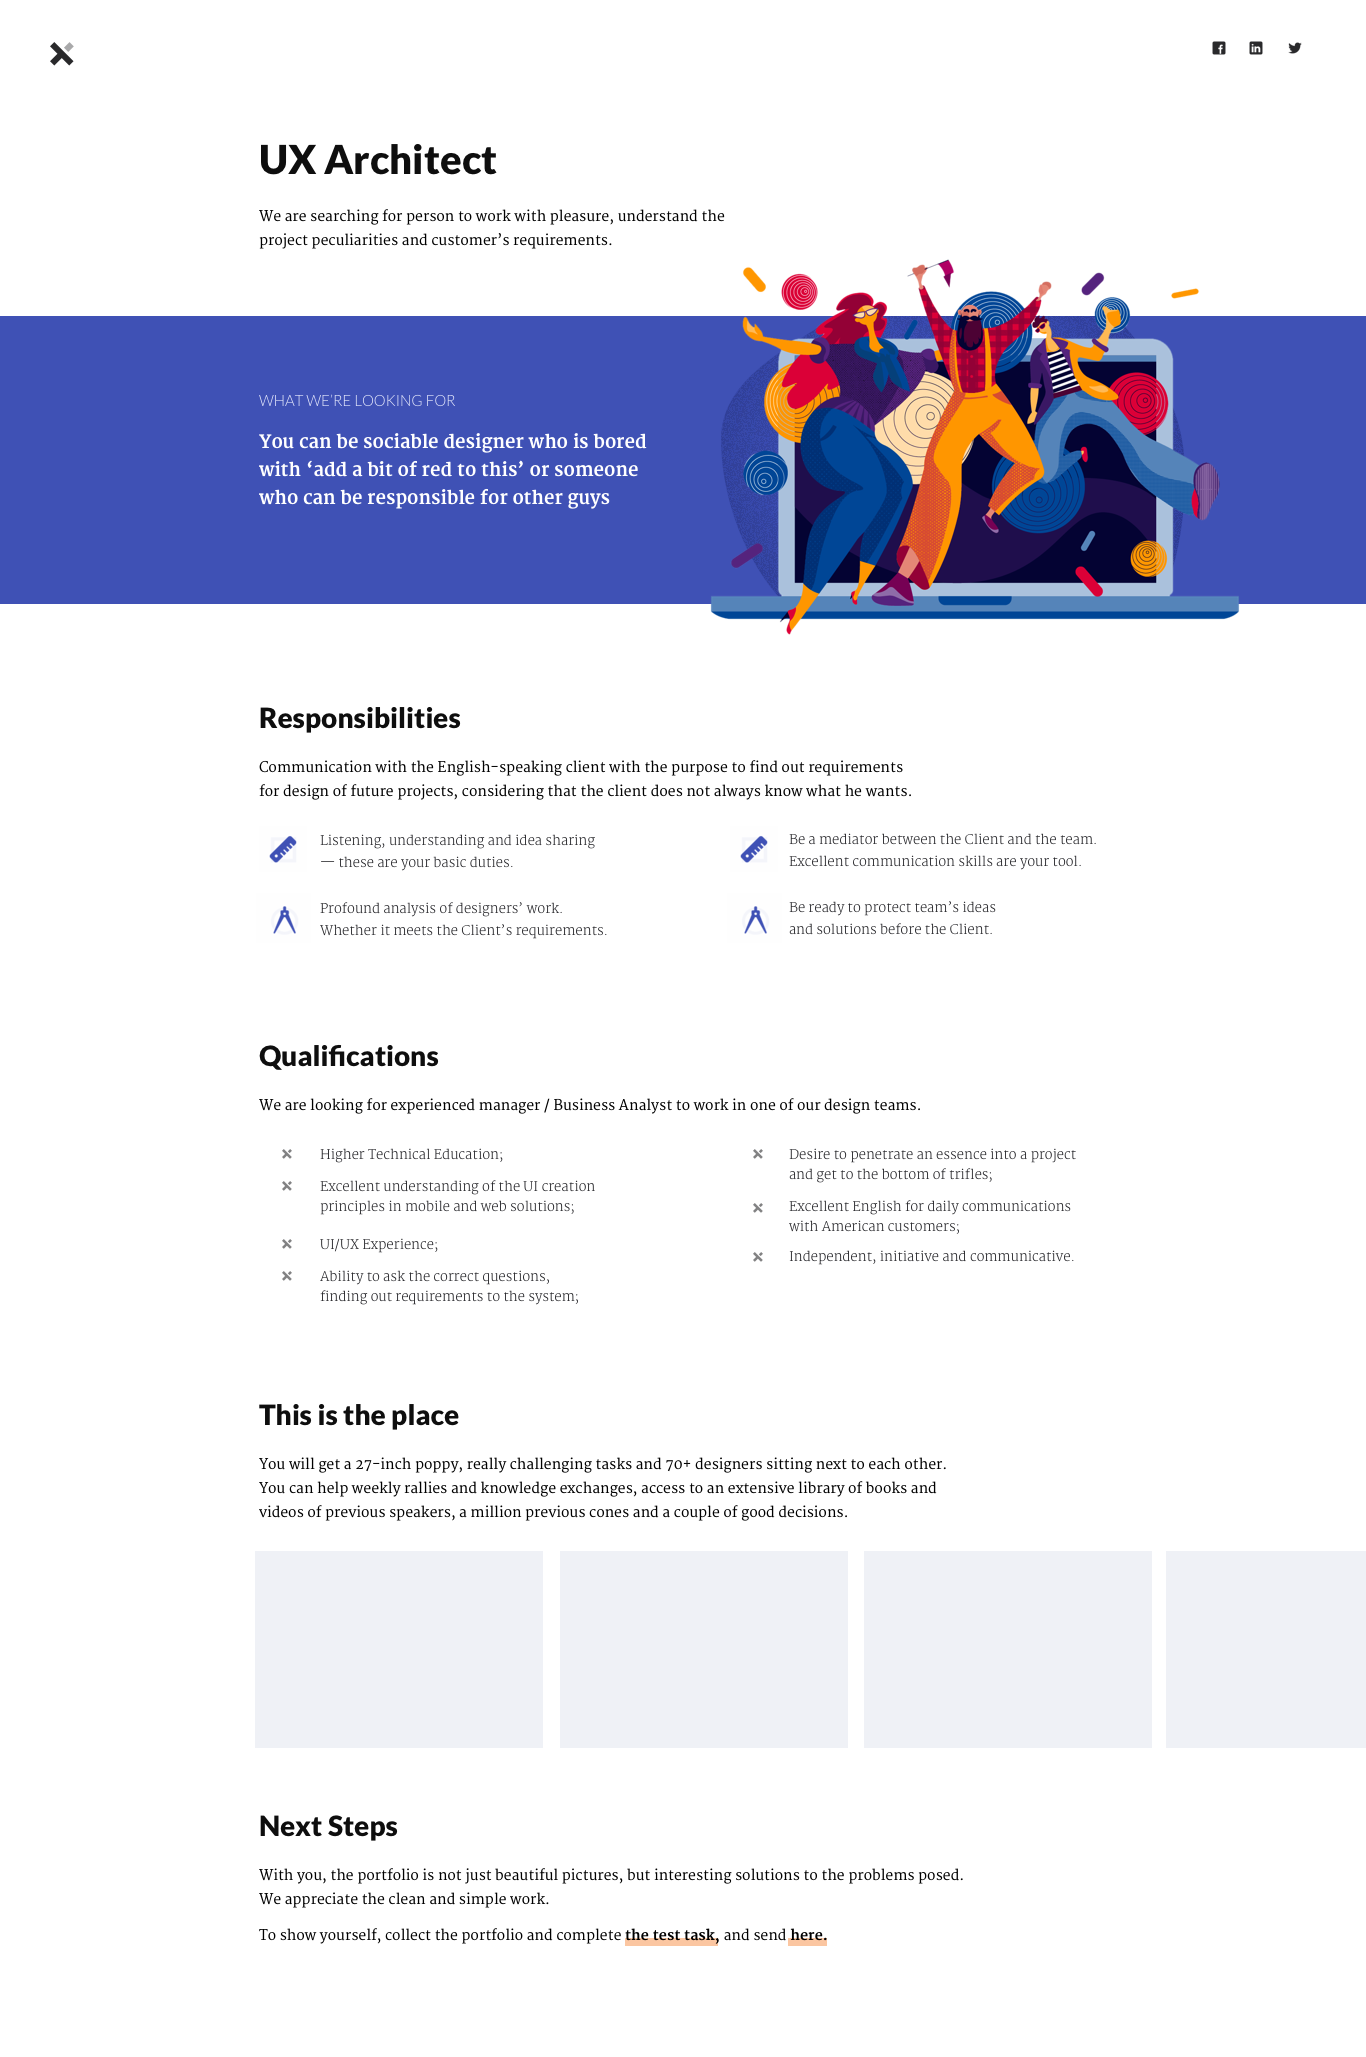 UX Architect
We are searching for person to work with pleasure, understand the
project peculiarities and customer’s requirements.
WHAT WE’RE LOOKING FOR
You can be sociable designer who is bored
with ‘add a bit of red to this’ or someone
who can be responsible for other guys
Responsibilities
Communication with the English-speaking client with the purpose to find out requirements
for design of future projects, considering that the client does not always know what he wants.
Listening, understanding and idea sharing
— these are your basic duties.
Be a mediator between the Client and the team.
Excellent communication skills are your tool.
Profound analysis of designers’ work.
Whether it meets the Client’s requirements.
Be ready to protect team’s ideas
and solutions before the Client.
Qualifications
We are looking for experienced manager / Business Analyst to work in one of our design teams.
Higher Technical Education;
Excellent understanding of the UI creation
principles in mobile and web solutions;
UI/UX Experience;
Ability to ask the correct questions,
finding out requirements to the system;
Desire to penetrate an essence into a project
and get to the bottom of trifles;
Excellent English for daily communications
with American customers;
Independent, initiative and communicative.
This is the place
You will get a 27-inch poppy, really challenging tasks and 70+ designers sitting next to each other.
You can help weekly rallies and knowledge exchanges, access to an extensive library of books and
videos of previous speakers, a million previous cones and a couple of good decisions.
Next Steps
With you, the portfolio is not just beautiful pictures, but interesting solutions to the problems posed.
We appreciate the clean and simple work.
To show yourself, collect the portfolio and complete the test task, and send here.